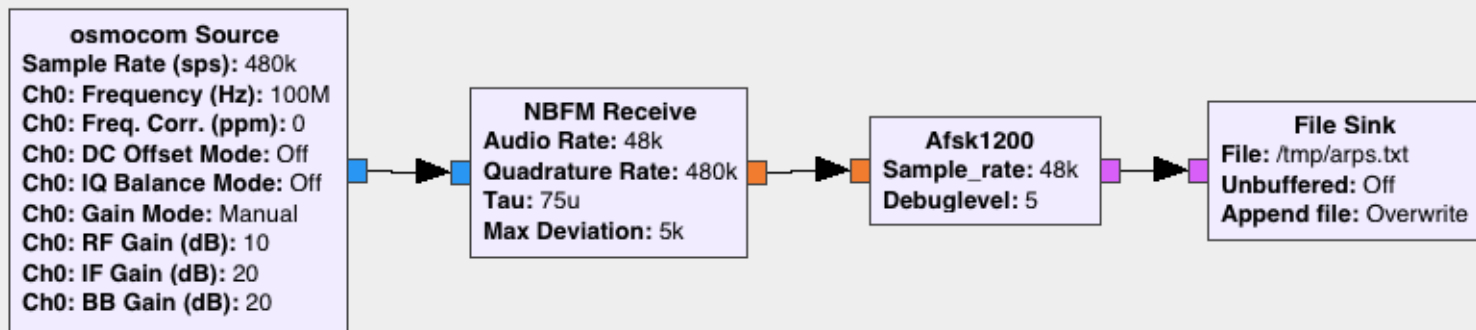 osmocom Source
Sample Rate (sps): 480k
Ch0: Frequency (Hz): 100M
Ch0: Freq. Corr. (ppm): 0
Ch0: DC Offset Mode: Off
Ch0: IQ Balance Mode: Off
Ch0: Gain Mode: Manual
Ch0: RF Gain (dB): 10
Ch0: IF Gain (dB): 20
Ch0: BB Gain (dB): 20
NBFM Receive
Audio Rate: 48k
Quadrature Rate: 480k
Tau: 75u
Max Deviation: 5k
Afsk1200
Sample_rate: 48k
Debuglevel: 5
File Sink
File: /tmp/arps.txt
Unbuffered: Off
Append file: Overwrite